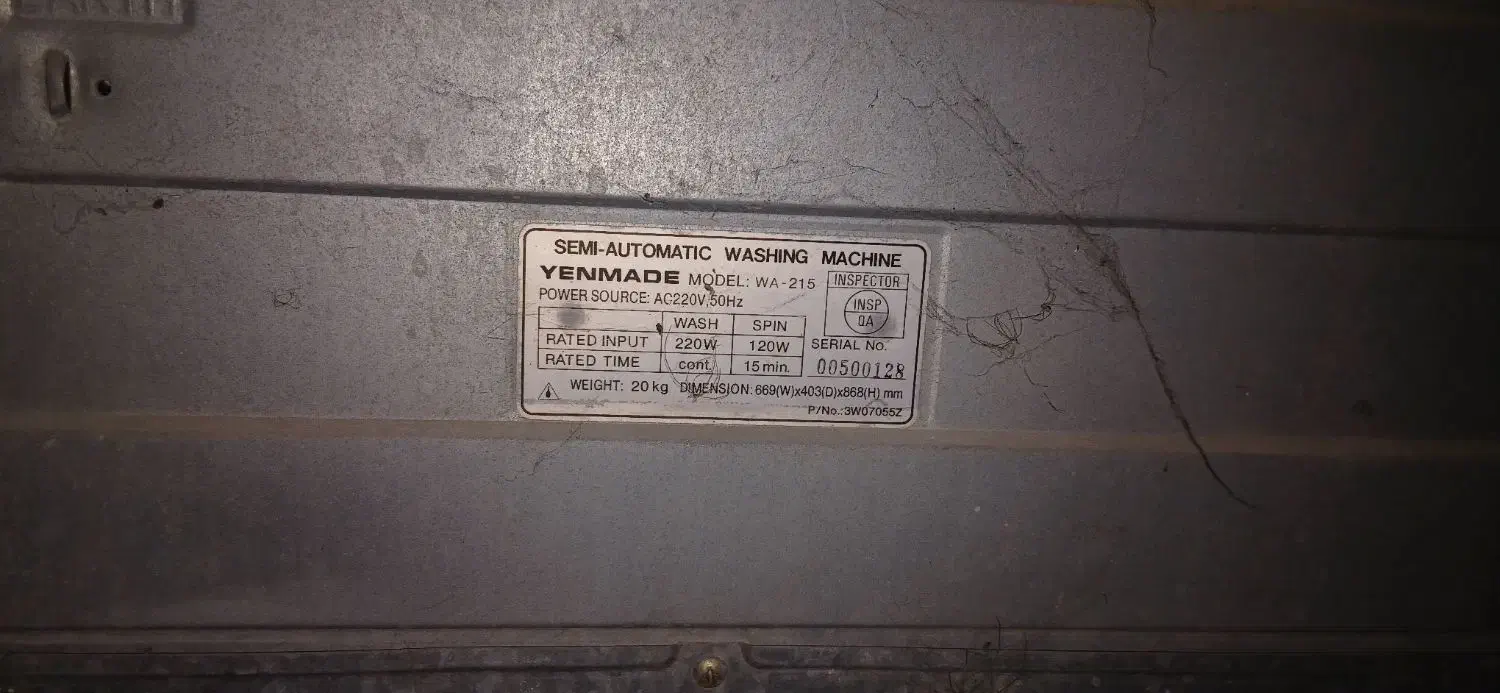 EARTH
SEMI-AUTOMATIC WASHING MACHINE
YENMADE MODEL: WA-215
INSPECTOR
INSP
QA
POWER SOURCE: AC220V,50Hz
WASH SPIN
RATED INPUT 220W 120W
RATED TIME cont. 15 min.
SERIAL No.
00500128
WEIGHT: 20 kg DIMENSION: 669(W)x403(D)x868(H) mm
P/No.:3W07055Z